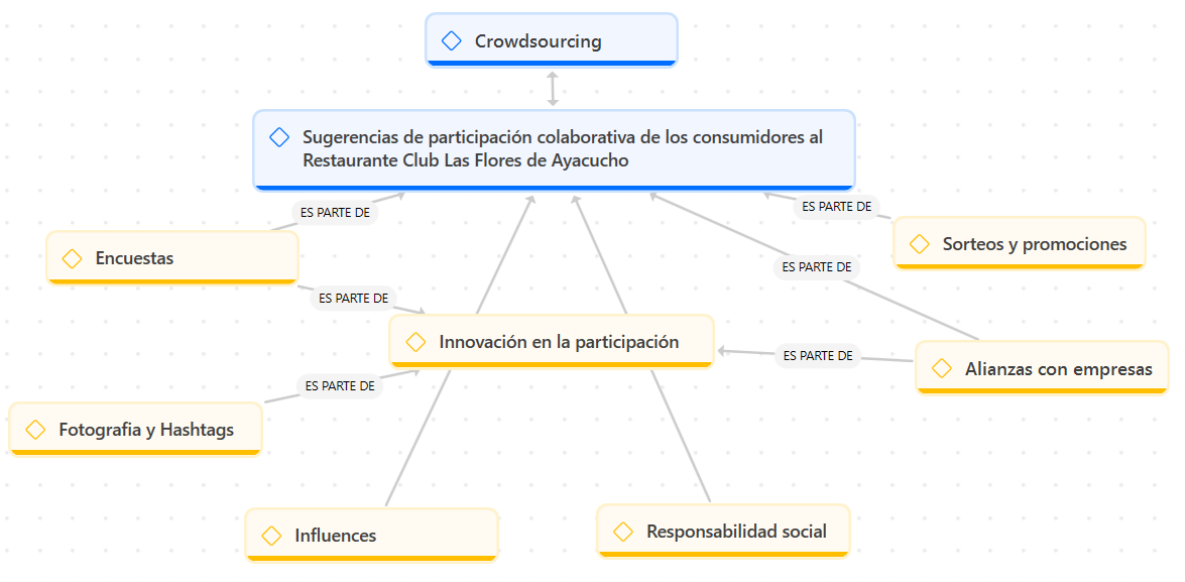 Crowdsourcing
Sugerencias de participación colaborativa de los consumidores al
Restaurante Club Las Flores de Ayacucho
ES PARTE DE
ES PARTE DE
Encuestas
Sorteos y promociones
ES PARTE DE
ES PARTE DE
Innovación en la participación
ES PARTE DE
Alianzas con empresas
ES PARTE DE
Fotografia y Hashtags
Influences
Responsabilidad social